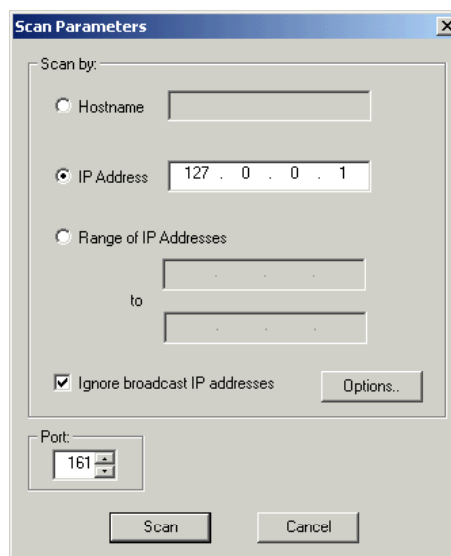 Scan Parameters
Scan by:
Hostname
IP Address 127 . 0 . 0 . 1
Range of IP Addresses
. . .
to
. . .
Ignore broadcast IP addresses Options..
Port:
161
Scan Cancel